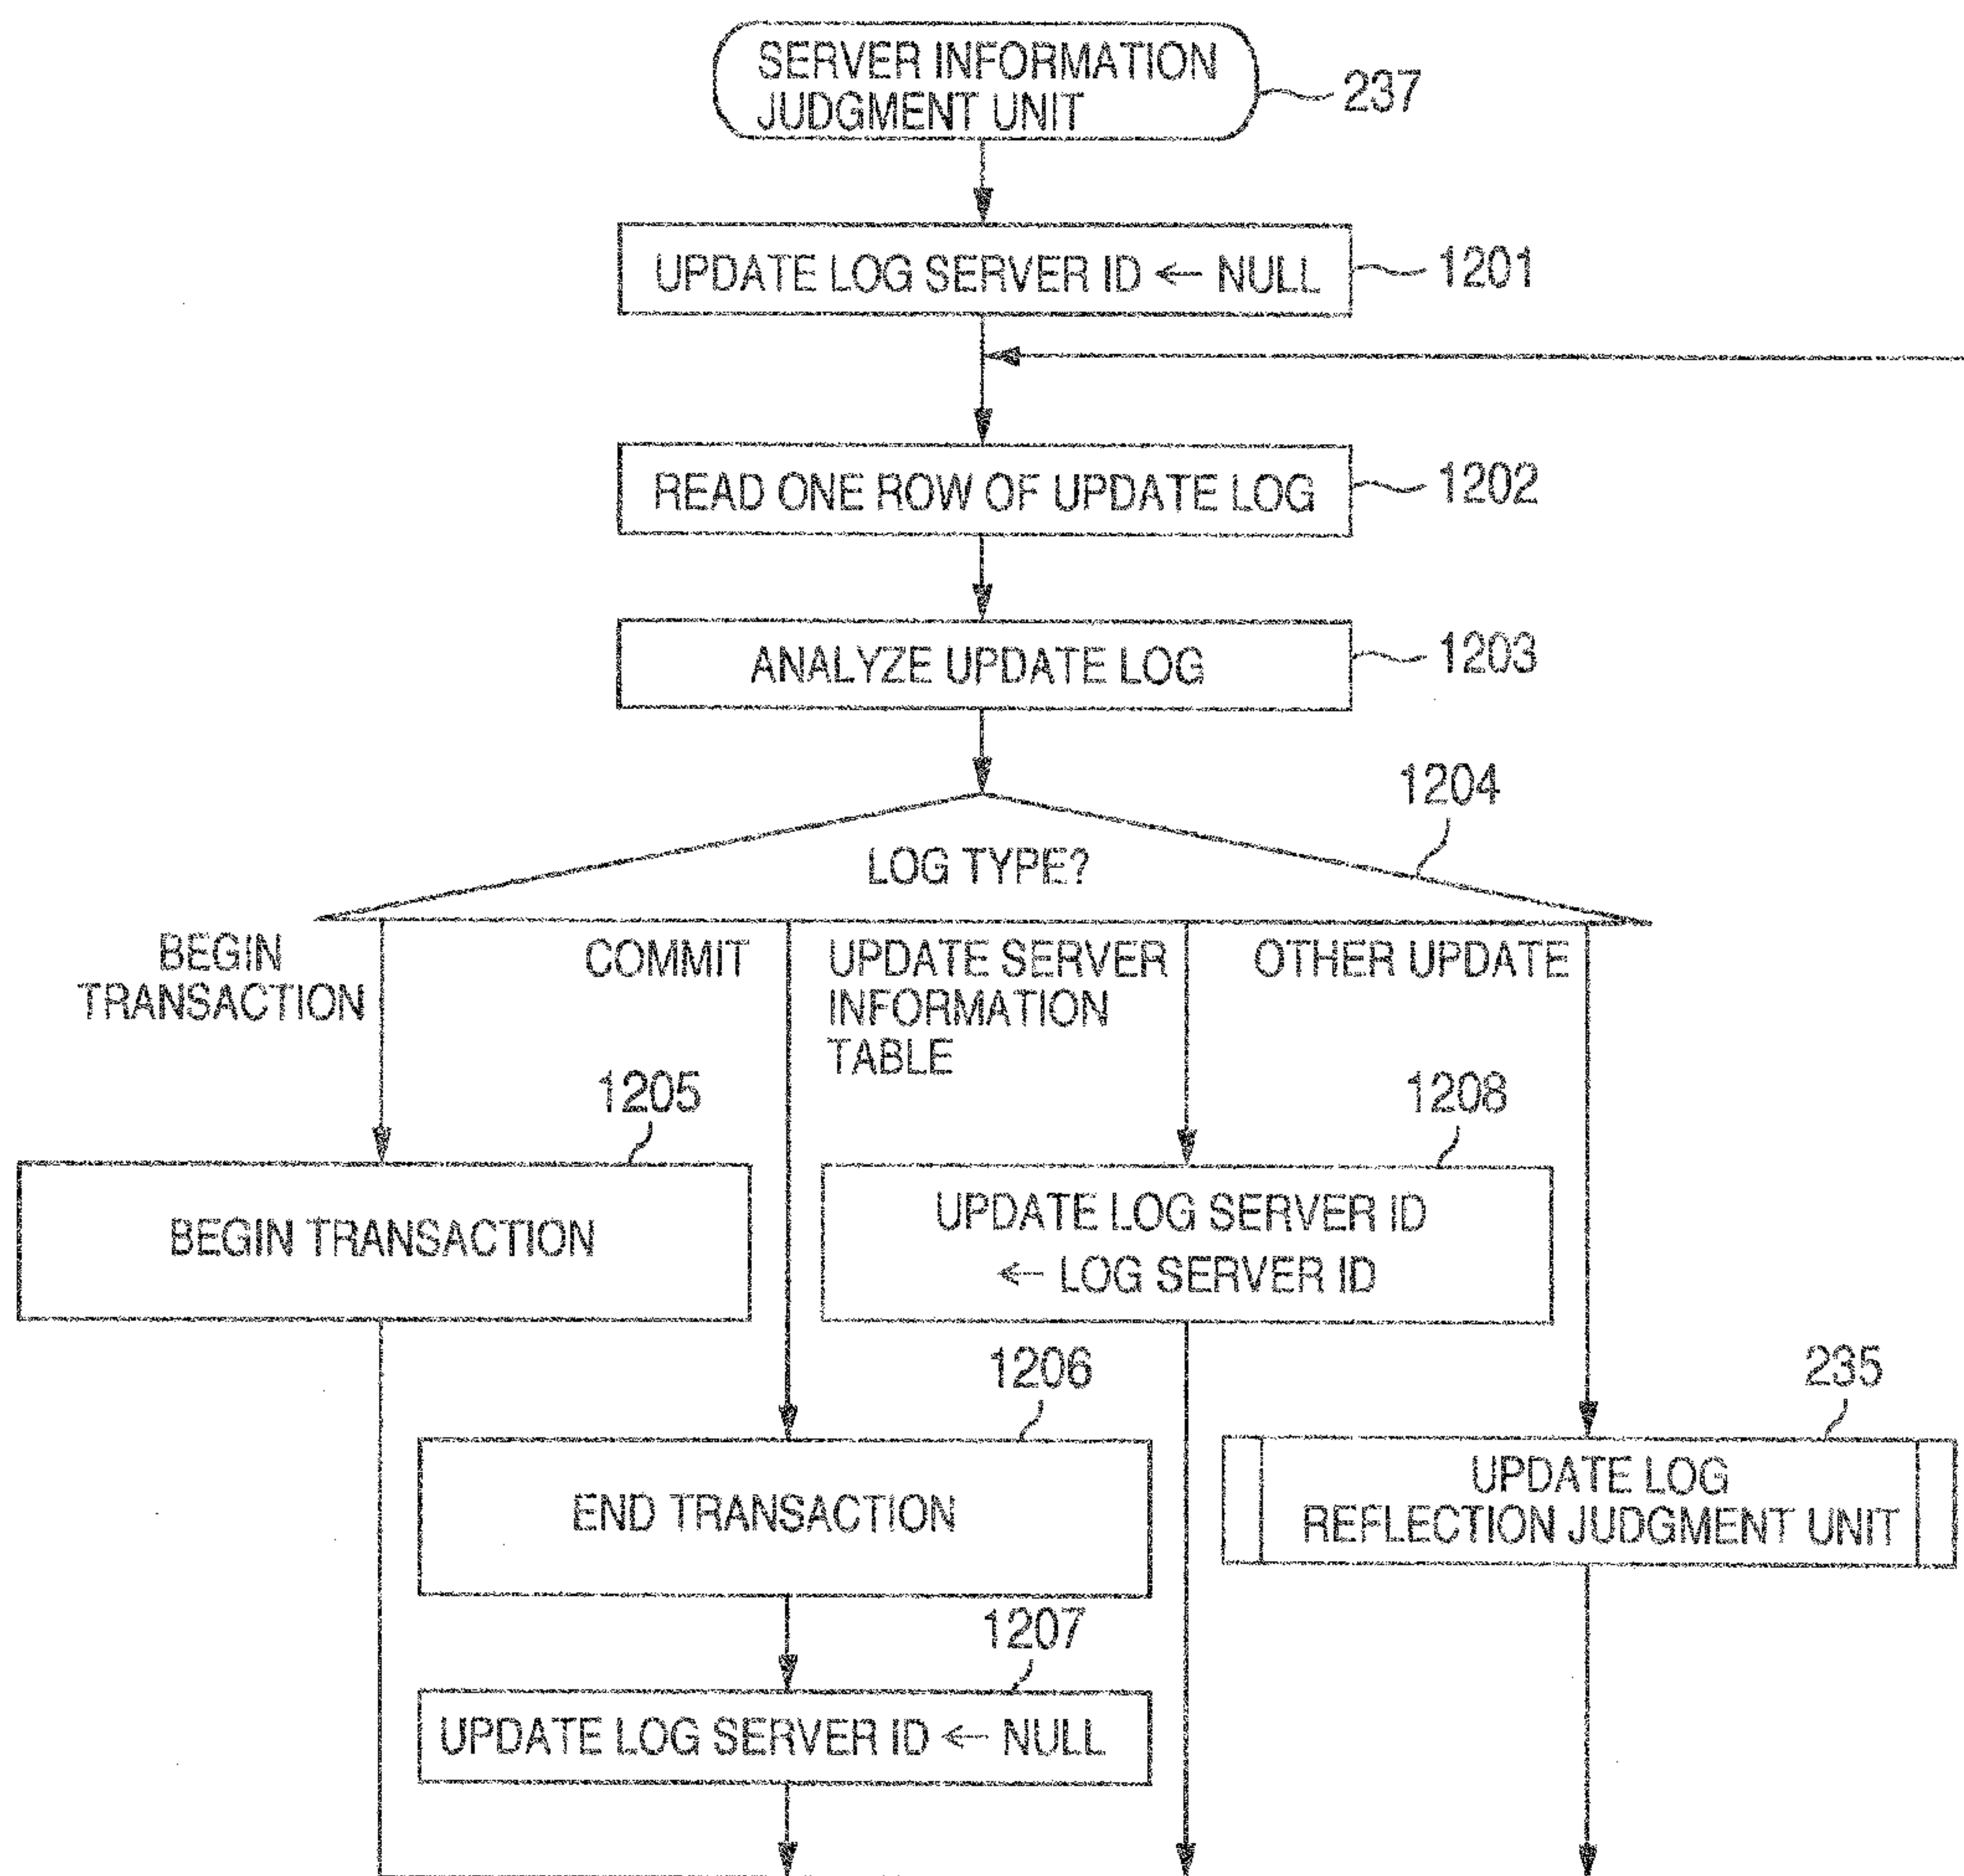 SERVER INFORMATION
JUDGMENT UNIT
237
UPDATE LOG SERVER ID ← NULL
1201
READ ONE ROW OF UPDATE LOG
1202
ANALYZE UPDATE LOG
1203
1204
LOG TYPE?
BEGIN
TRANSACTION
COMMIT
UPDATE SERVER
INFORMATION
TABLE
OTHER UPDATE
1205
BEGIN TRANSACTION
1208
UPDATE LOG SERVER ID
← LOG SERVER ID
1206
END TRANSACTION
235
UPDATE LOG
REFLECTION JUDGMENT UNIT
1207
UPDATE LOG SERVER ID ← NULL